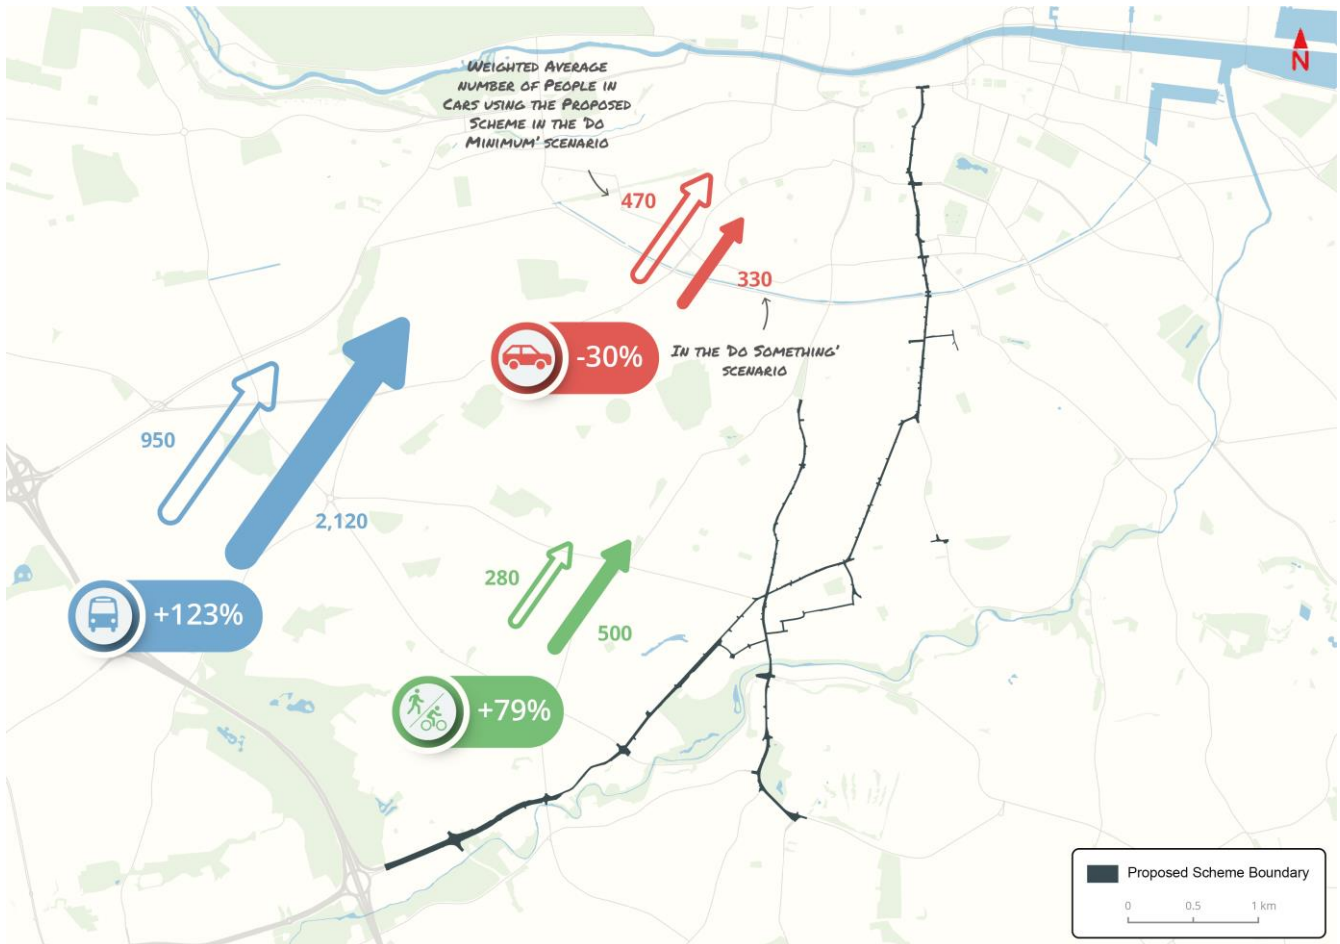 WEIGHTED AVERAGE
NUMBER OF PEOPLE IN
CARS USING THE PROPOSED
SCHEME IN THE 'DO
MINIMUM' SCENARIO
N
470
330
-30%
IN THE 'DO SOMETHING'
SCENARIO
950
2,120
+123%
280
500
+79%
Proposed Scheme Boundary
0 0.5 1 km